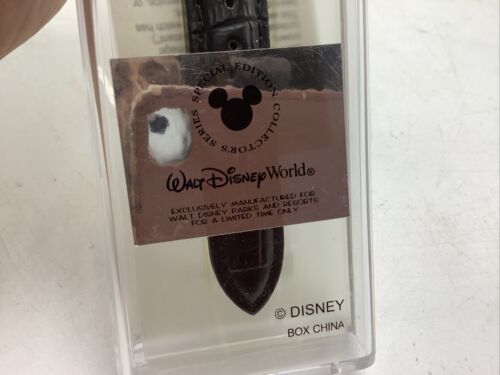 SPECIAL EDITION
COLLECTOR'S SERIES
WALT DISNEY World®
EXCLUSIVELY MANUFACTURED FOR
WALT DISNEY PARKS AND RESORTS
FOR A LIMITED TIME ONLY
© DISNEY
BOX CHINA